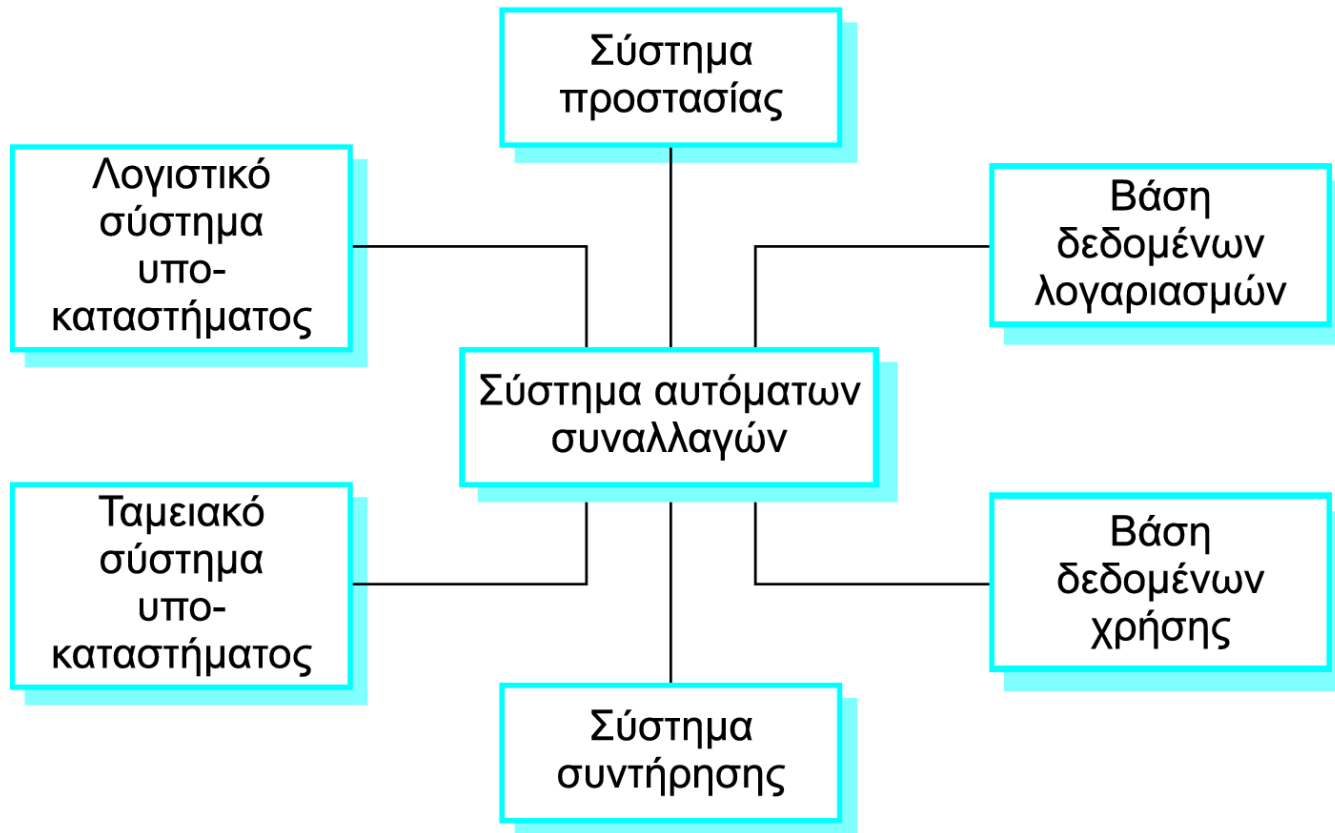 Σύστημα
προστασίας
Λογιστικό
σύστημα
υπο-
καταστήματος
Βάση
δεδομένων
λογαριασμών
Σύστημα αυτόματων
συναλλαγών
Ταμειακό
σύστημα
υπο-
καταστήματος
Βάση
δεδομένων
χρήσης
Σύστημα
συντήρησης